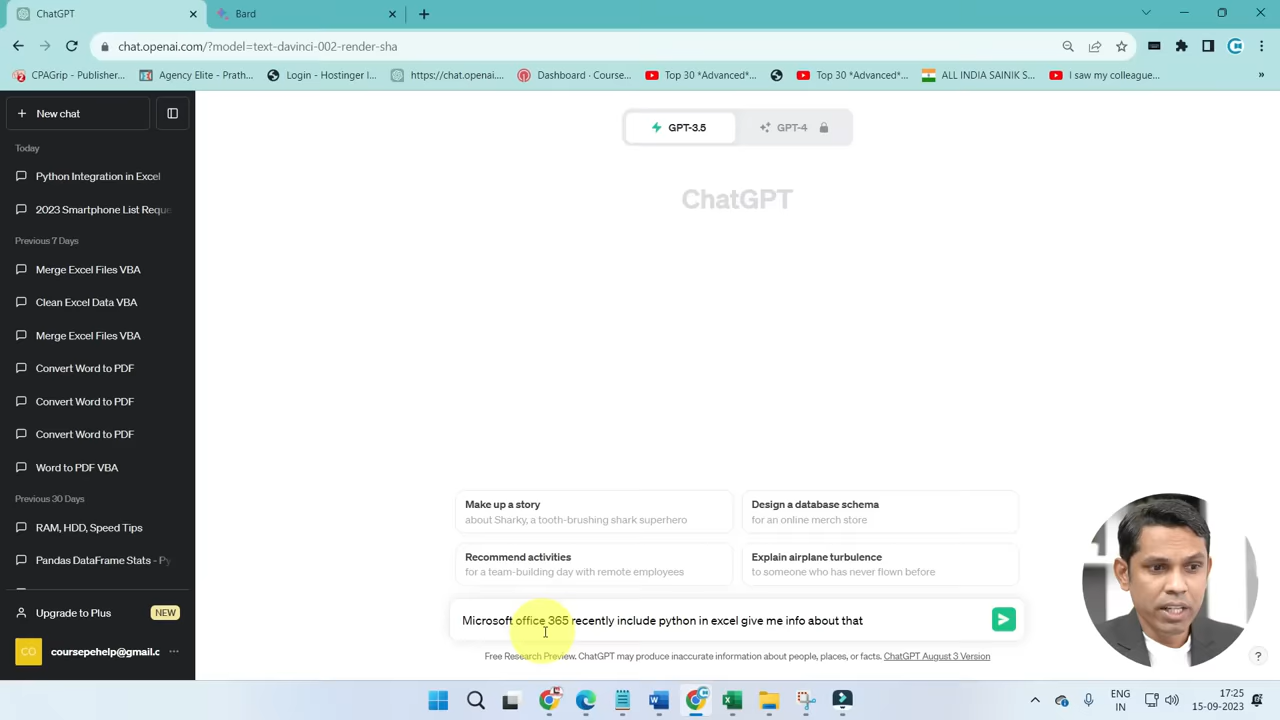 ChatGPT
Bard
chat.openai.com/?model=text-davinci-002-render-sha
CPAGrip - Publisher...
Agency Elite - Prath...
Login - Hostinger I...
https://chat.openai....
Dashboard : Course...
Top 30 *Advanced*...
Top 30 *Advanced*...
ALL INDIA SAINIK S...
I saw my colleague...
»
New chat
GPT-3.5
GPT-4
Today
Python Integration in Excel
ChatGPT
2023 Smartphone List Reque
Previous 7 Days
Merge Excel Files VBA
Clean Excel Data VBA
Merge Excel Files VBA
Convert Word to PDF
Convert Word to PDF
Convert Word to PDF
Word to PDF VBA
Previous 30 Days
RAM, HDD, Speed Tips
Pandas DataFrame Stats - Py
Make up a story
about Sharky, a tooth-brushing shark superhero
Design a database schema
for an online merch store
Recommend activities
for a team-building day with remote employees
Explain airplane turbulence
to someone who has never flown before
Upgrade to Plus
NEW
Microsoft office 365 recently include python in excel give me info about that
CO
coursepehelp@gmail.c
Free Research Preview. ChatGPT may produce inaccurate information about people, places, or facts. ChatGPT August 3 Version
?
ENG
IN
17:25
15-09-2023